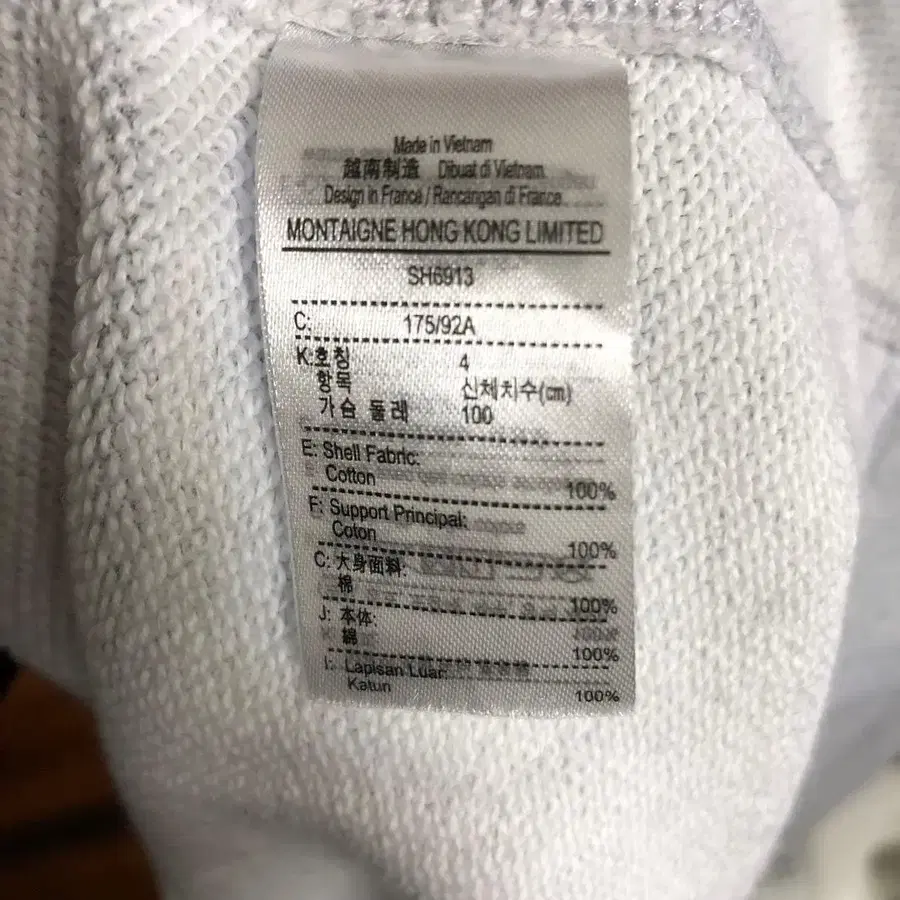 Made in Vietnam
越南制造 Dibuat di Vietnam
Design in France / Rancangan di France
MONTAIGNE HONG KONG LIMITED
SH6913
C: 175/92A
K:호칭 4
항목 신체치수(cm)
가슴 둘레 100
E: Shell Fabric:
Cotton 100%
F: Support Principal:
Coton 100%
C: 大身面料:
棉 100%
J: 本体:
綿 100%
I: Lapisan Luar:
Katun 100%